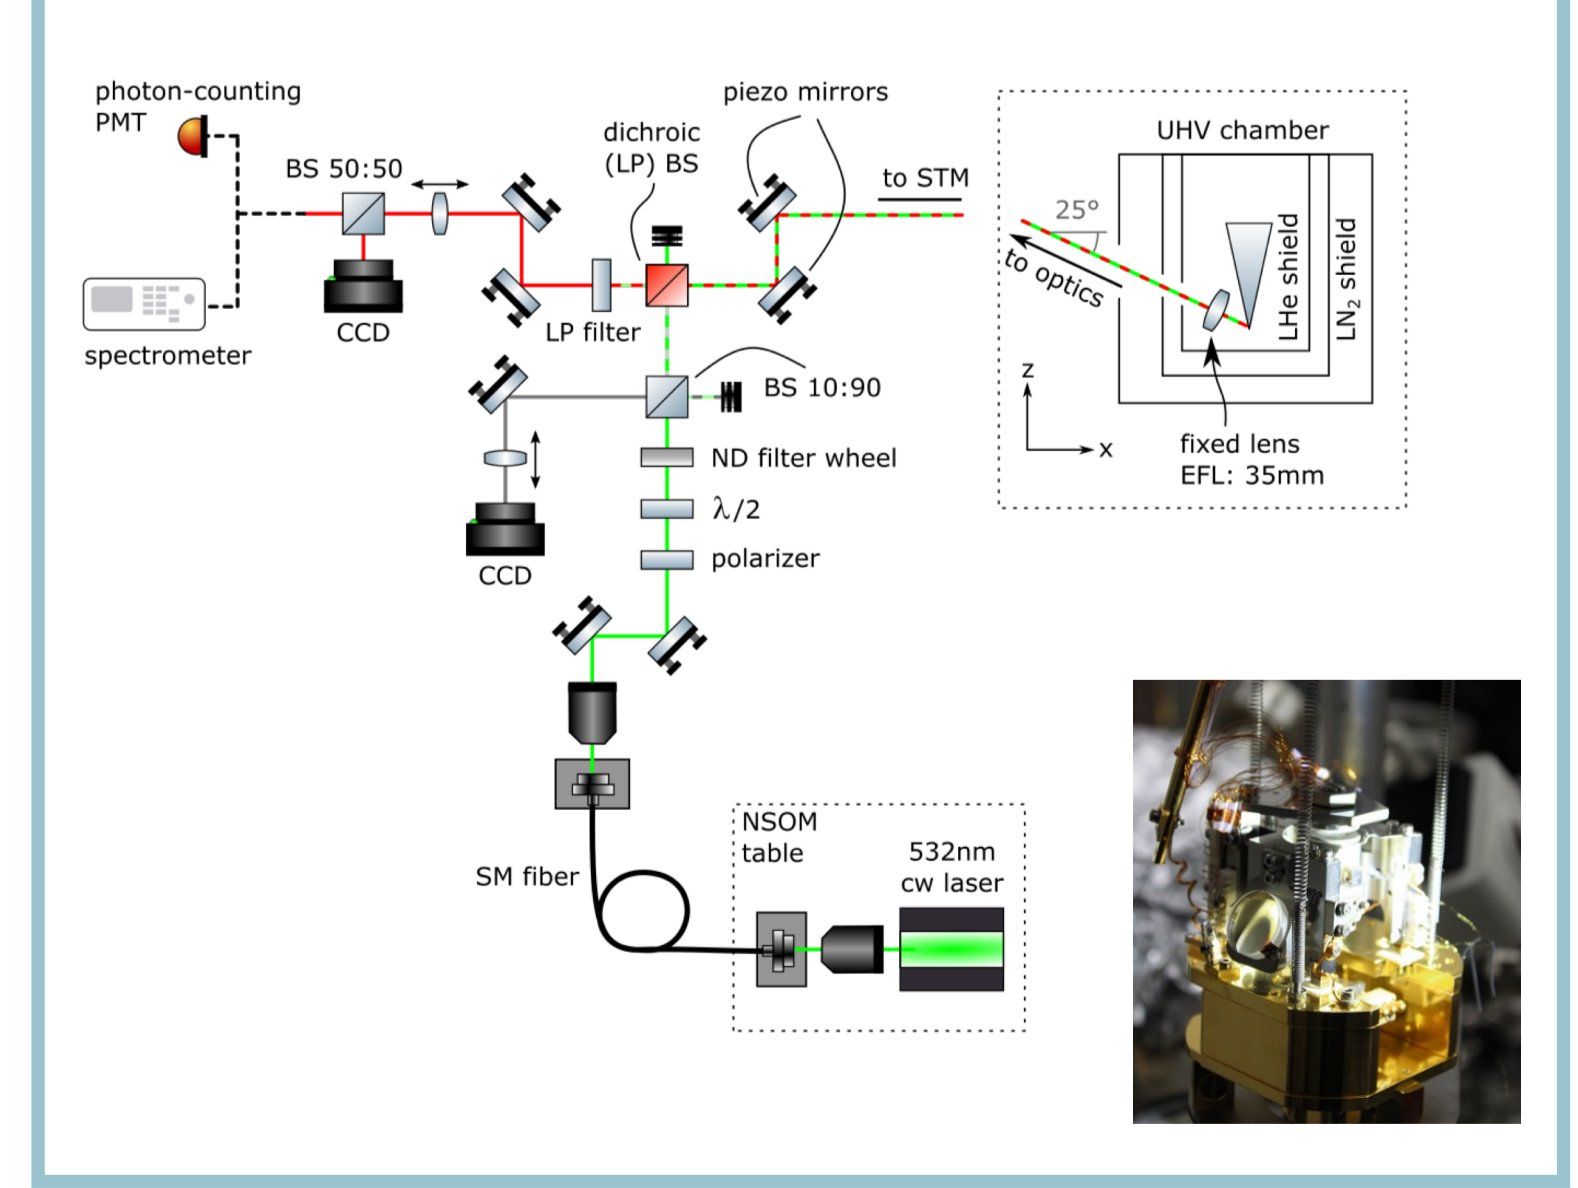 photon-counting
PMT
BS 50:50
dichroic
(LP) BS
piezo mirrors
to STM
UHV chamber
25°
to optics
LHe shield
LN2 shield
z
x
fixed lens
EFL: 35mm
LP filter
CCD
spectrometer
BS 10:90
ND filter wheel
λ/2
polarizer
CCD
SM fiber
NSOM
table
532nm
cw laser